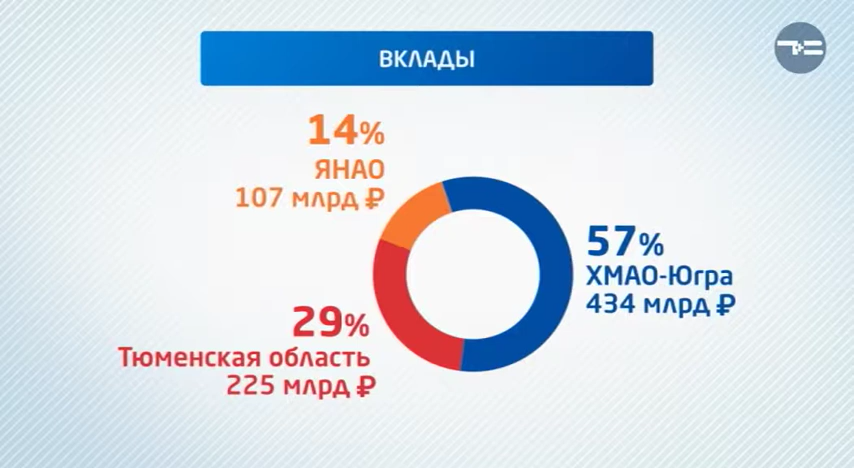 ВКЛАДЫ
14%
ЯНАО
107 млрд ₽
57%
ХМАО-Югра
434 млрд ₽
29%
Тюменская область
225 млрд ₽